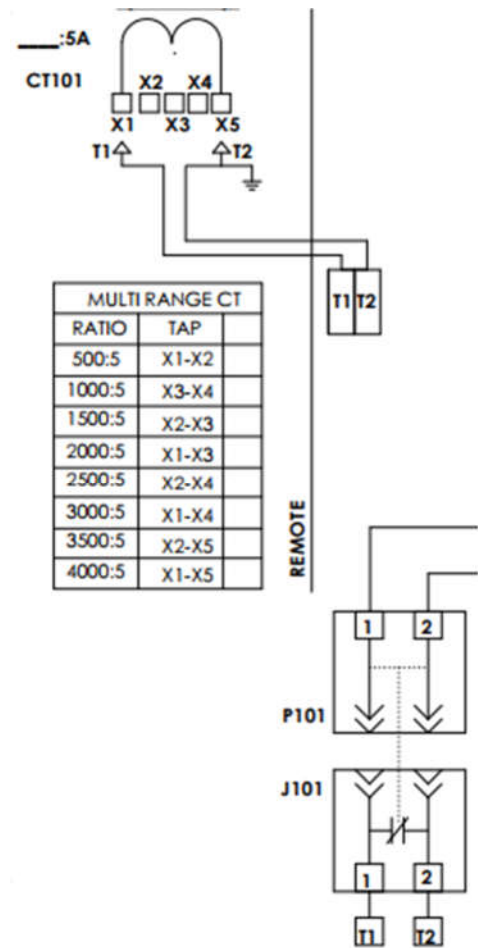 ____:5A
CT101
X2 X4
X1 X3 X5
T1 T2
T1 T2
MULTI RANGE CT
RATIO TAP
500:5 X1-X2
1000:5 X3-X4
1500:5 X2-X3
2000:5 X1-X3
2500:5 X2-X4
3000:5 X1-X4
3500:5 X2-X5
4000:5 X1-X5
REMOTE
1 2
P101
J101
1 2
T1 T2